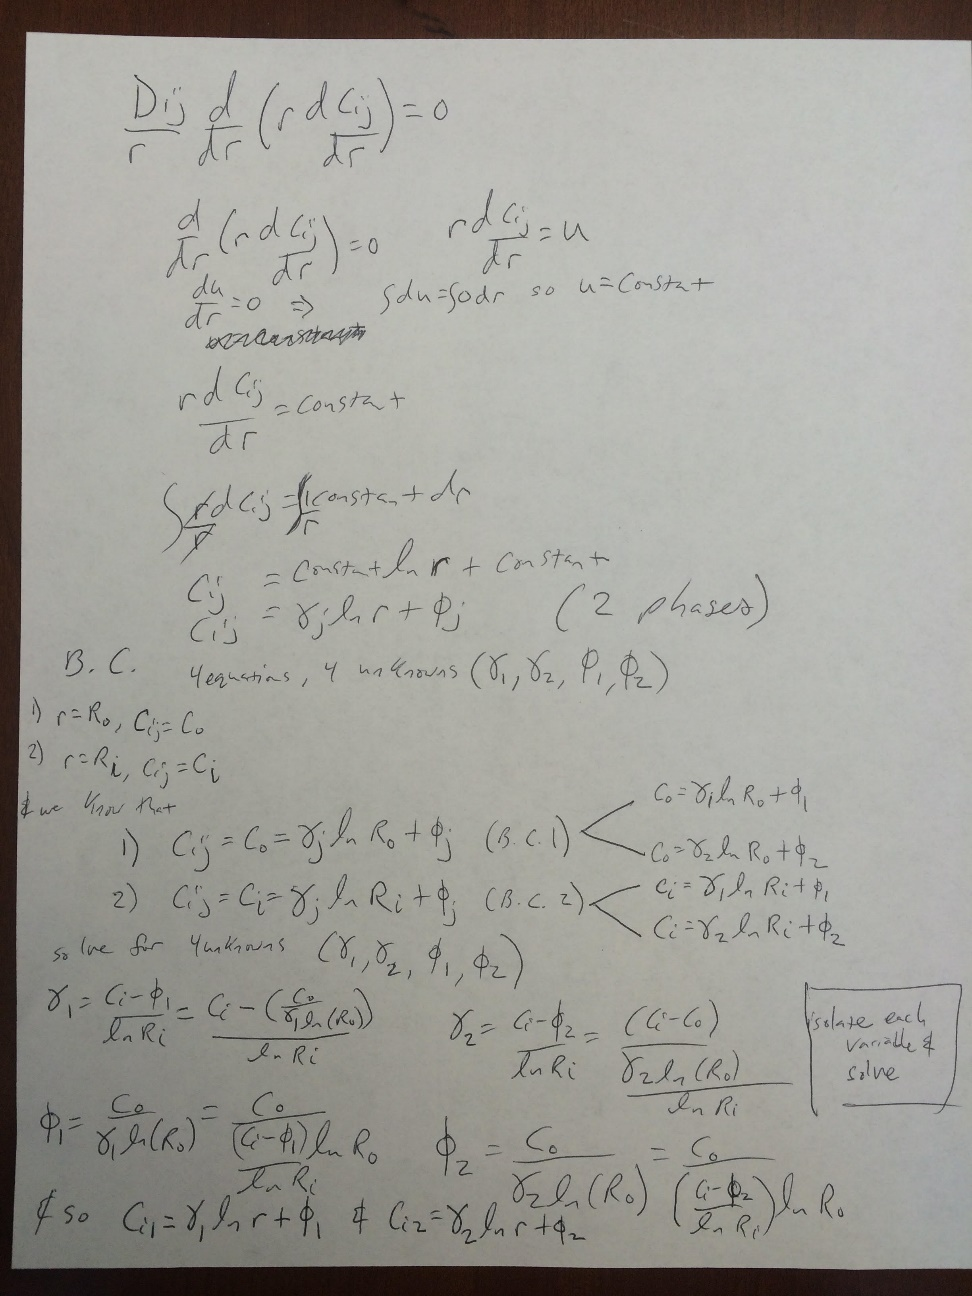 Dij/r d/dr (r dCij/dr) = 0
d/dr (r dCij/dr) = 0    r dCij/dr = u
du/dr = 0 ⇒ ∫du = ∫0dr so u = constat
r dCij/dr = constat
∫ r/r dCij = ∫ 1/r constant dr
Cij = constat ln r + constant
Cij = γj ln r + ϕj    (2 phases)
B.C.    4 equations, 4 unknowns (γ1, γ2, ϕ1, ϕ2)
1) r = Ro, Cij = Co
2) r = Ri, Cij = Ci
& we know that
1) Cij = Co = γj ln Ro + ϕj (B.C. 1)
Co = γ1 ln Ro + ϕ1
Co = γ2 ln Ro + ϕ2
2) Cij = Ci = γj ln Ri + ϕj (B.C. 2)
Ci = γ1 ln Ri + ϕ1
Ci = γ2 ln Ri + ϕ2
solve for 4 unknowns (γ1, γ2, ϕ1, ϕ2)
γ1 = (Ci - ϕ1)/ln Ri = (Ci - (Co/(γ1 ln(Ro))))/ln Ri    γ2 = (Ci - ϕ2)/ln Ri = ((Ci - Co)/(γ2 ln(Ro)))/ln Ri
isolate each
variable &
solve
ϕ1 = Co/(γ1 ln(Ro)) = Co/(((Ci - ϕ1)/ln Ri) ln Ro)    ϕ2 = Co/(γ2 ln(Ro)) = Co/(((Ci - ϕ2)/ln Ri) ln Ro)
& so Ci1 = γ1 ln r + ϕ1 & Ci2 = γ2 ln r + ϕ2